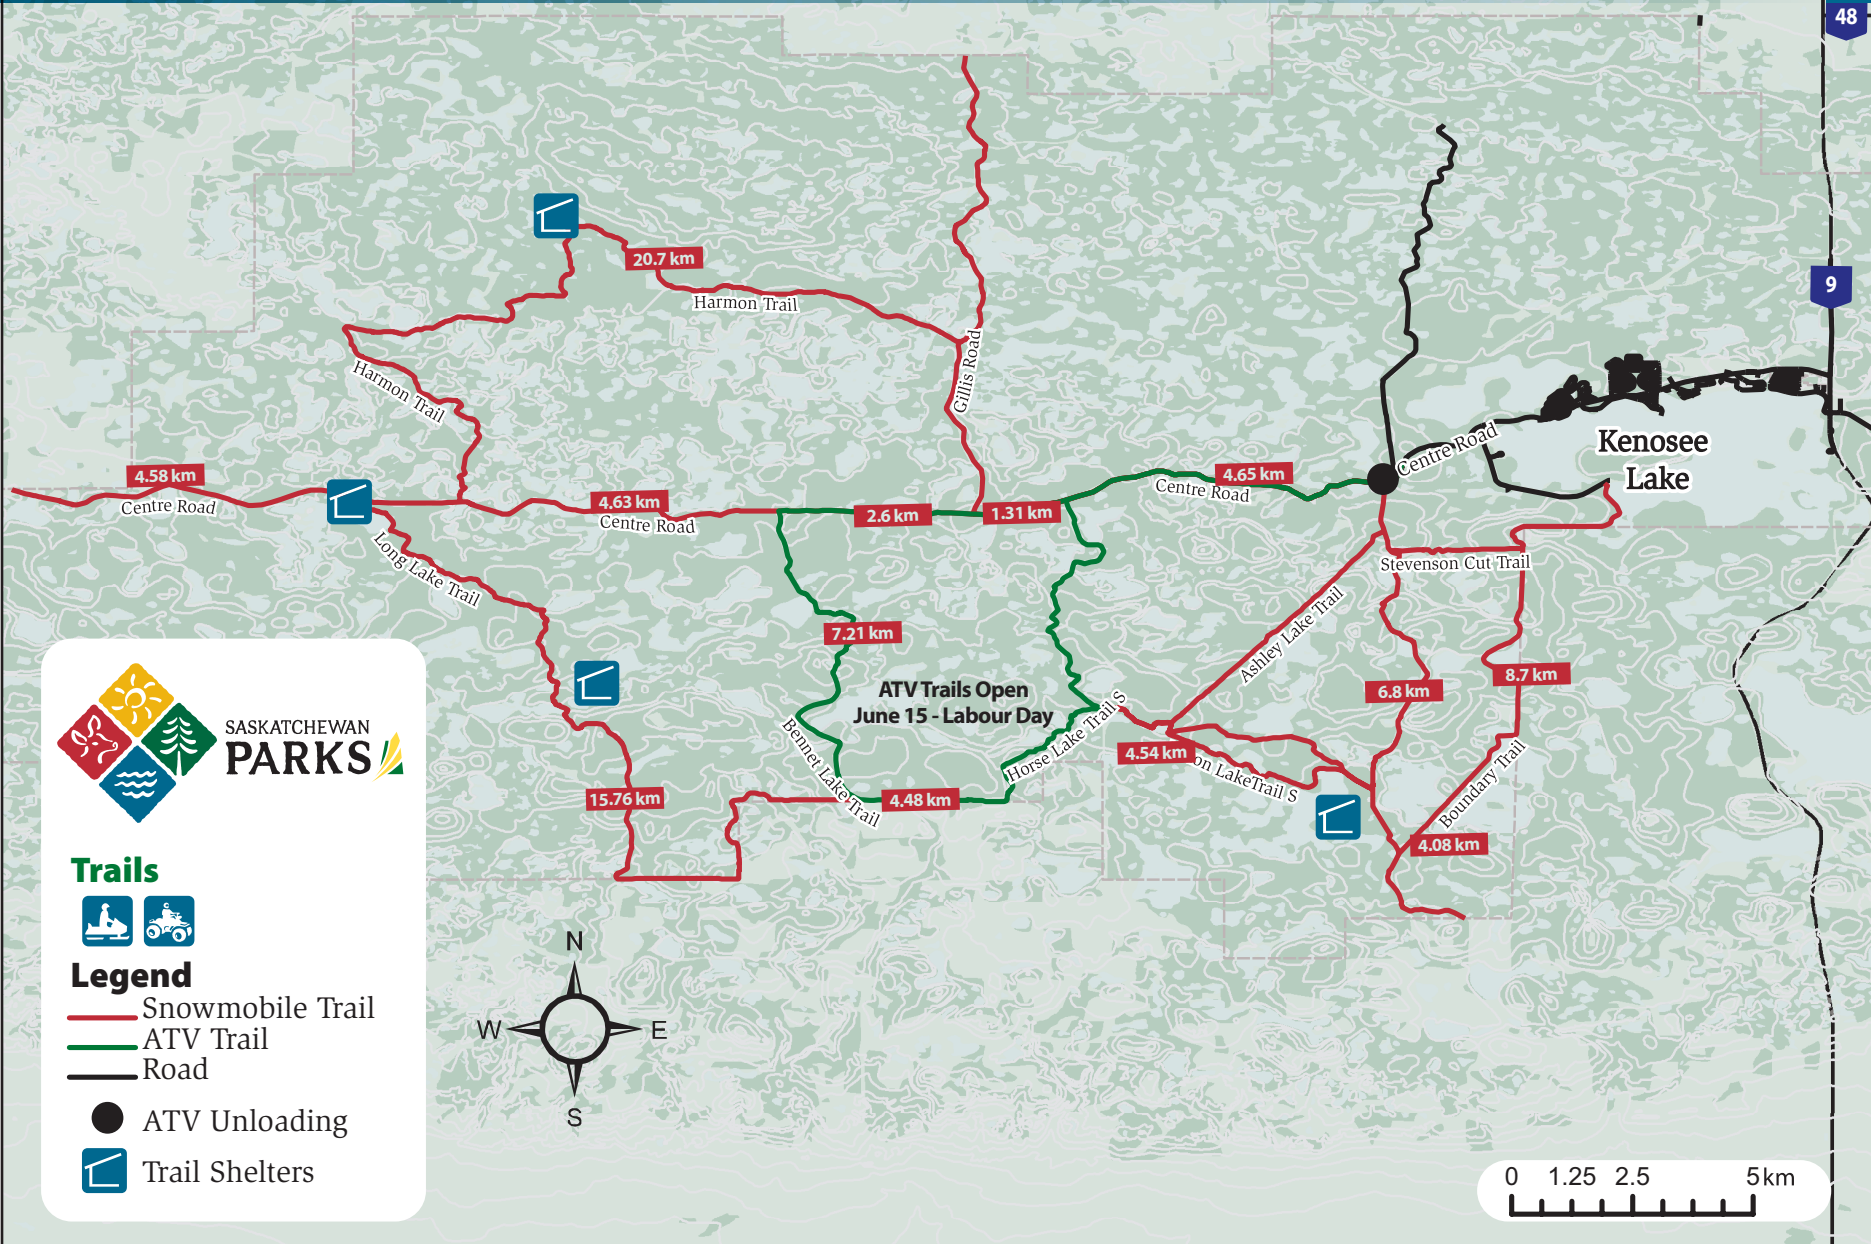 48
9
20.7 km
Harmon Trail
Gillis Road
Harmon Trail
4.58 km
Centre Road
4.63 km
Centre Road
2.6 km
1.31 km
4.65 km
Centre Road
Centre Road
Kenosee
Lake
Long Lake Trail
Stevenson Cut Trail
Ashley Lake Trail
7.21 km
ATV Trails Open
June 15 - Labour Day
6.8 km
8.7 km
Bennet Lake Trail
Horse Lake Trail S
4.54 km
on LakeTrail S
Boundary Trail
15.76 km
4.48 km
4.08 km
SASKATCHEWAN
PARKS
Trails
Legend
Snowmobile Trail
ATV Trail
Road
ATV Unloading
Trail Shelters
N
W E
S
0 1.25 2.5 5km